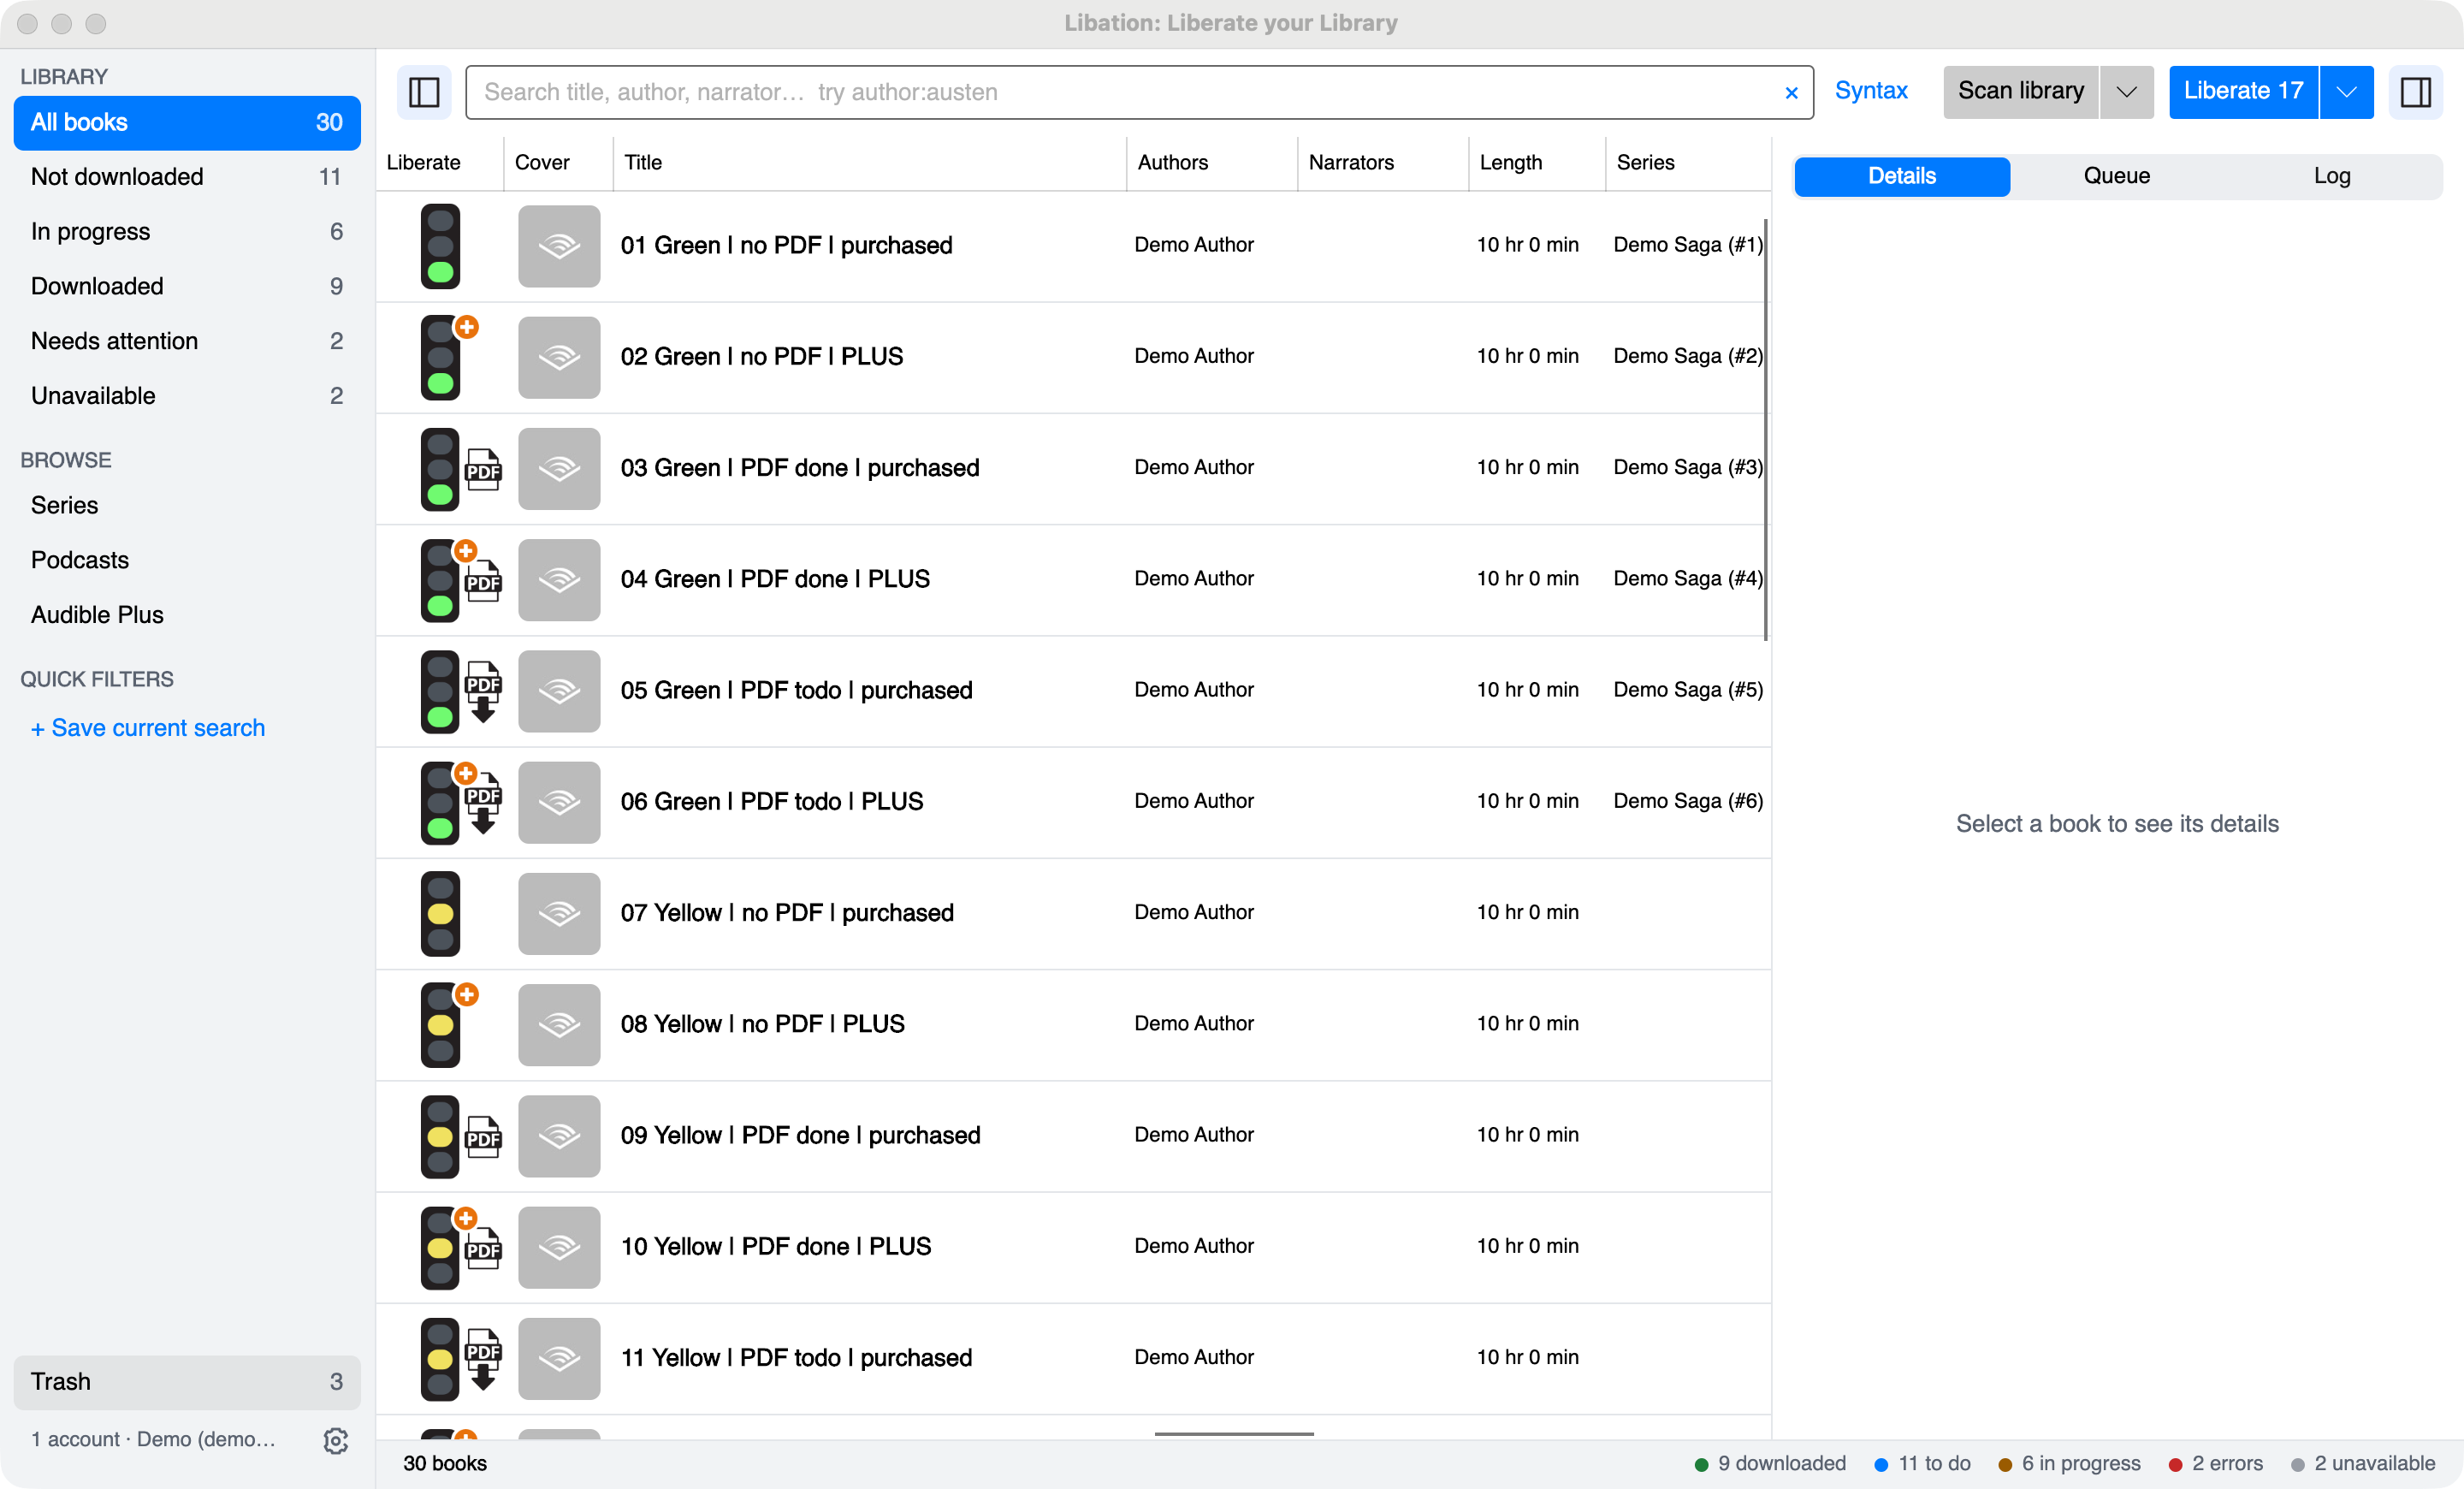 Libation: Liberate your Library
LIBRARY
All books 30
Not downloaded 11
In progress 6
Downloaded 9
Needs attention 2
Unavailable 2
BROWSE
Series
Podcasts
Audible Plus
QUICK FILTERS
+ Save current search
Trash 3
1 account · Demo (demo…
Search title, author, narrator… try author:austen × Syntax Scan library Liberate 17
Liberate Cover Title Authors Narrators Length Series
01 Green | no PDF | purchased Demo Author 10 hr 0 min Demo Saga (#1)
02 Green | no PDF | PLUS Demo Author 10 hr 0 min Demo Saga (#2)
PDF 03 Green | PDF done | purchased Demo Author 10 hr 0 min Demo Saga (#3)
PDF 04 Green | PDF done | PLUS Demo Author 10 hr 0 min Demo Saga (#4)
PDF 05 Green | PDF todo | purchased Demo Author 10 hr 0 min Demo Saga (#5)
PDF 06 Green | PDF todo | PLUS Demo Author 10 hr 0 min Demo Saga (#6)
07 Yellow | no PDF | purchased Demo Author 10 hr 0 min
08 Yellow | no PDF | PLUS Demo Author 10 hr 0 min
PDF 09 Yellow | PDF done | purchased Demo Author 10 hr 0 min
PDF 10 Yellow | PDF done | PLUS Demo Author 10 hr 0 min
PDF 11 Yellow | PDF todo | purchased Demo Author 10 hr 0 min
Details Queue Log
Select a book to see its details
30 books 9 downloaded 11 to do 6 in progress 2 errors 2 unavailable